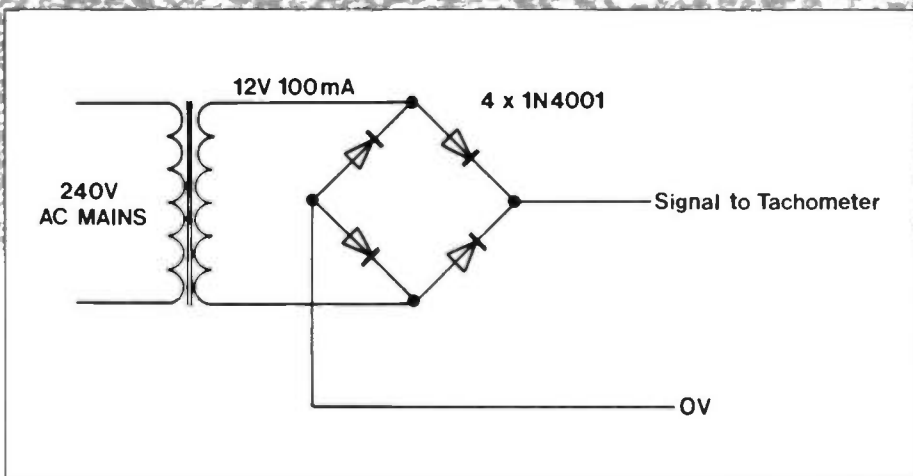 12V 100mA
4 x 1N4001
240V
AC MAINS
Signal to Tachometer
0V